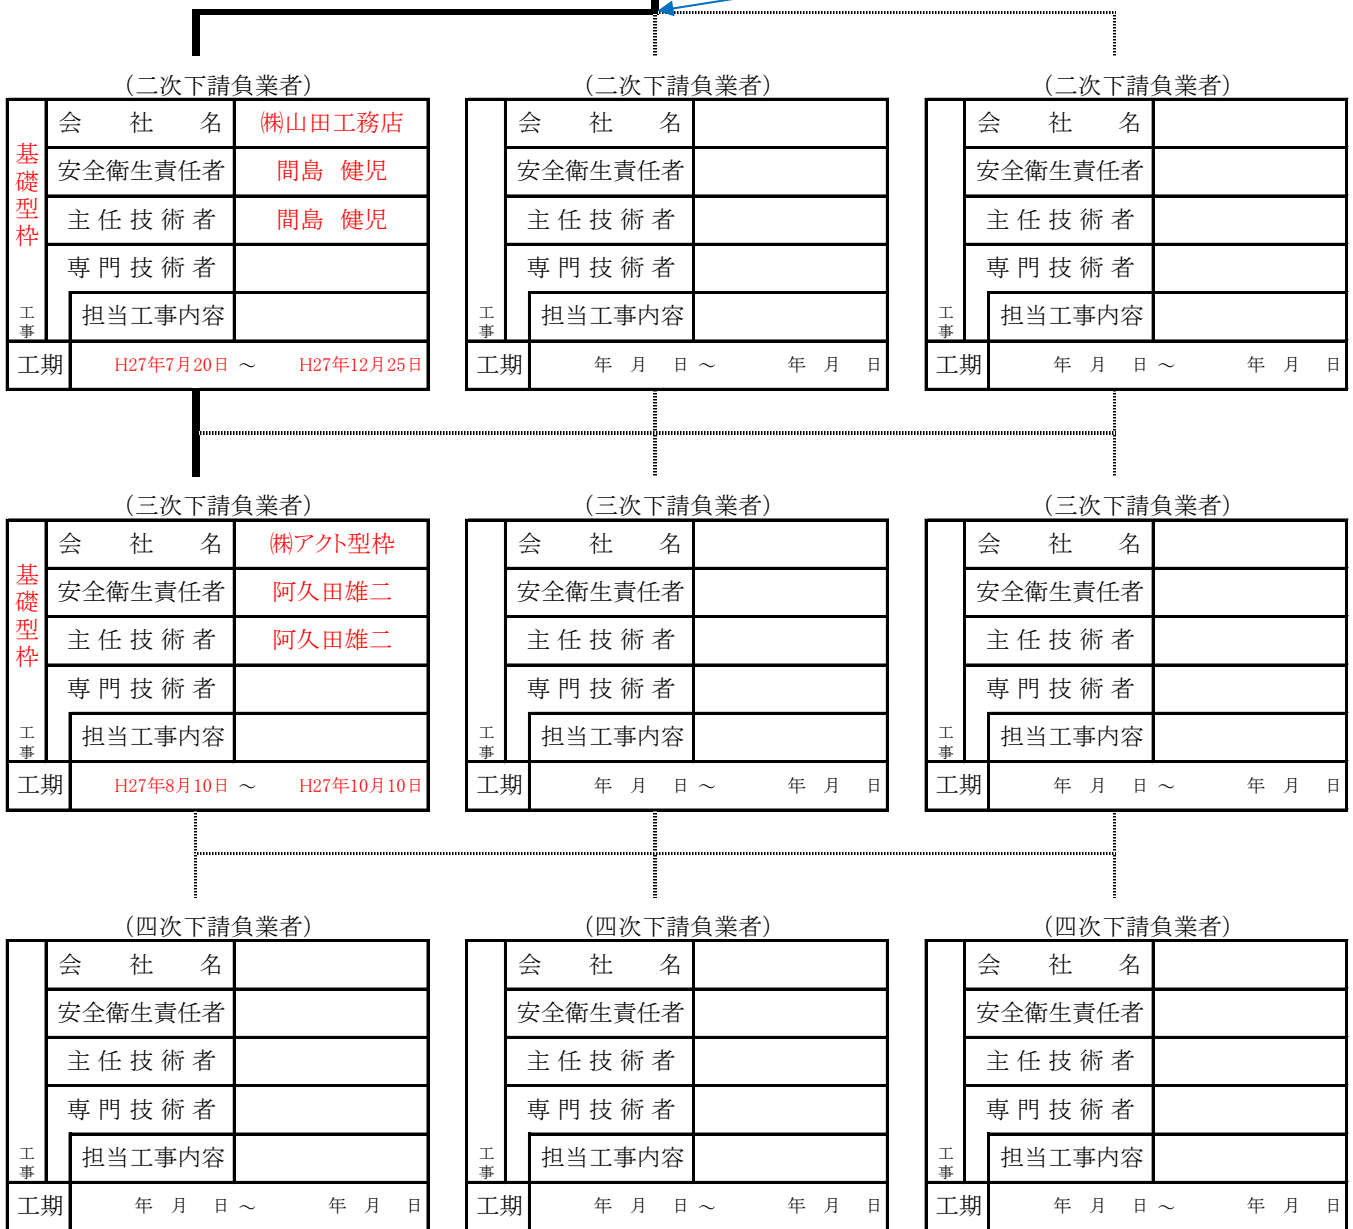 （二次下請負業者）　（二次下請負業者）　（二次下請負業者）
基礎型枠 工事
会　社　名　㈱山田工務店
安全衛生責任者　間島　健児
主任技術者　間島　健児
専門技術者
担当工事内容
工期　H27年7月20日 ～ H27年12月25日
工事
会　社　名
安全衛生責任者
主任技術者
専門技術者
担当工事内容
工期　年　月　日 ～ 年　月　日
工事
会　社　名
安全衛生責任者
主任技術者
専門技術者
担当工事内容
工期　年　月　日 ～ 年　月　日
（三次下請負業者）　（三次下請負業者）　（三次下請負業者）
基礎型枠 工事
会　社　名　㈱アクト型枠
安全衛生責任者　阿久田雄二
主任技術者　阿久田雄二
専門技術者
担当工事内容
工期　H27年8月10日 ～ H27年10月10日
工事
会　社　名
安全衛生責任者
主任技術者
専門技術者
担当工事内容
工期　年　月　日 ～ 年　月　日
工事
会　社　名
安全衛生責任者
主任技術者
専門技術者
担当工事内容
工期　年　月　日 ～ 年　月　日
（四次下請負業者）　（四次下請負業者）　（四次下請負業者）
工事
会　社　名
安全衛生責任者
主任技術者
専門技術者
担当工事内容
工期　年　月　日 ～ 年　月　日
工事
会　社　名
安全衛生責任者
主任技術者
専門技術者
担当工事内容
工期　年　月　日 ～ 年　月　日
工事
会　社　名
安全衛生責任者
主任技術者
専門技術者
担当工事内容
工期　年　月　日 ～ 年　月　日